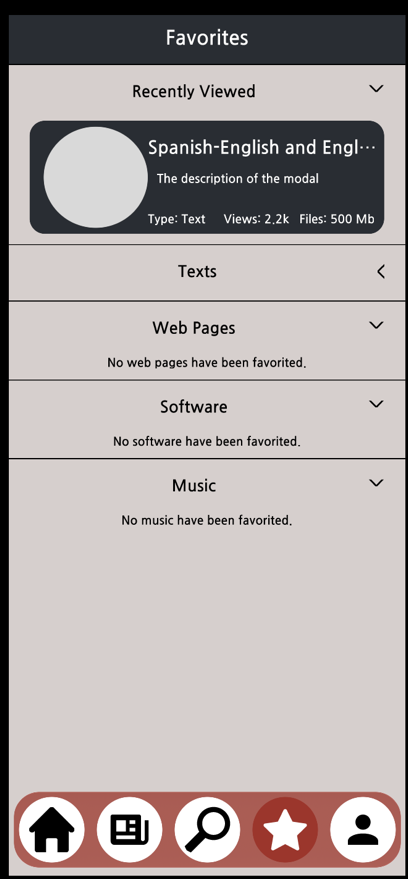 Favorites
Recently Viewed
Spanish-English and Engl···
The description of the modal
Type: Text Views: 2.2k Files: 500 Mb
Texts
Web Pages
No web pages have been favorited.
Software
No software have been favorited.
Music
No music have been favorited.